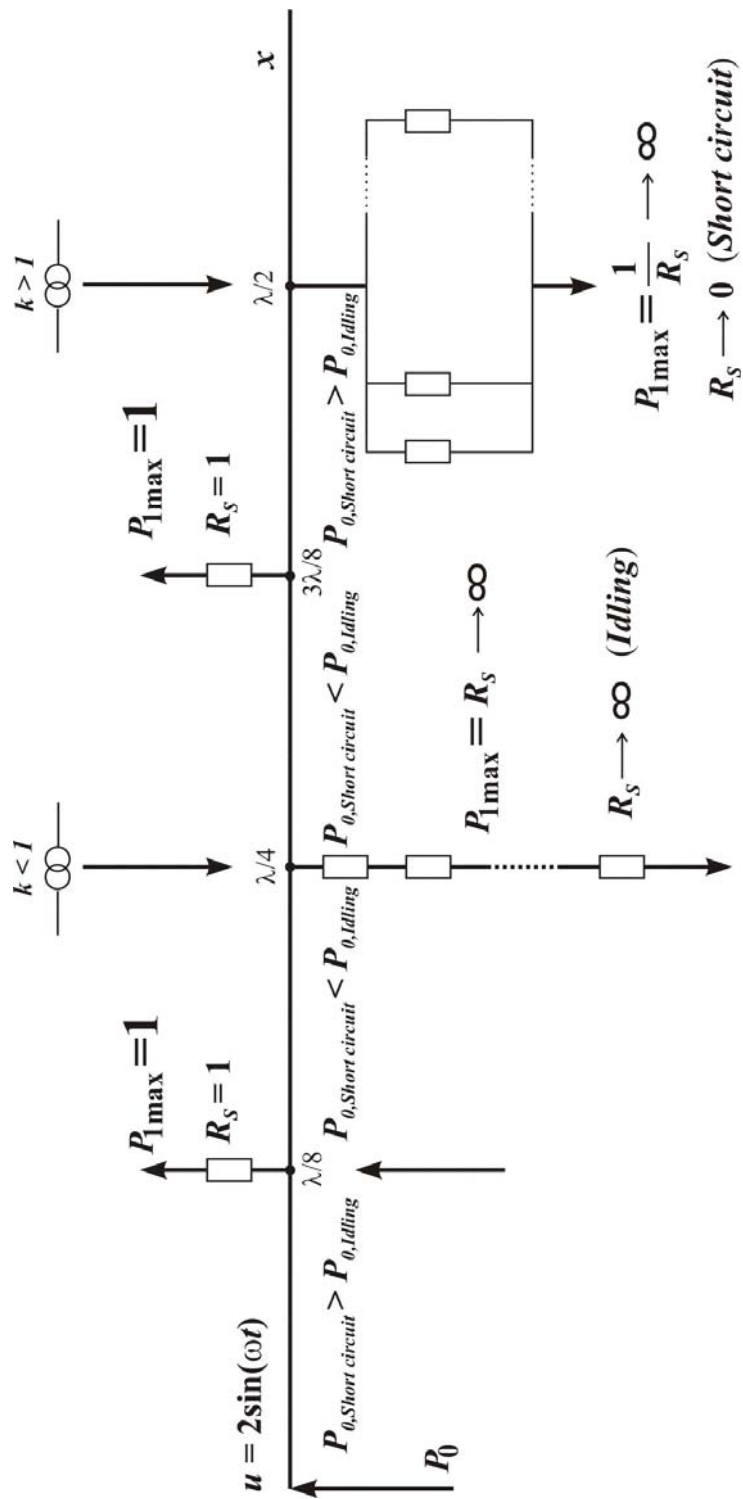 k < 1
k > 1
P1max = 1
P1max = 1
Rs = 1
Rs = 1
u = 2sin(ωt)
x
λ/8
λ/4
3λ/8
λ/2
P0,Short circuit > P0,Idling
P0,Short circuit < P0,Idling
P0,Short circuit < P0,Idling
P0,Short circuit > P0,Idling
P0
P1max = Rs → ∞
Rs → ∞ (Idling)
P1max = 1/Rs → ∞
Rs → 0 (Short circuit)